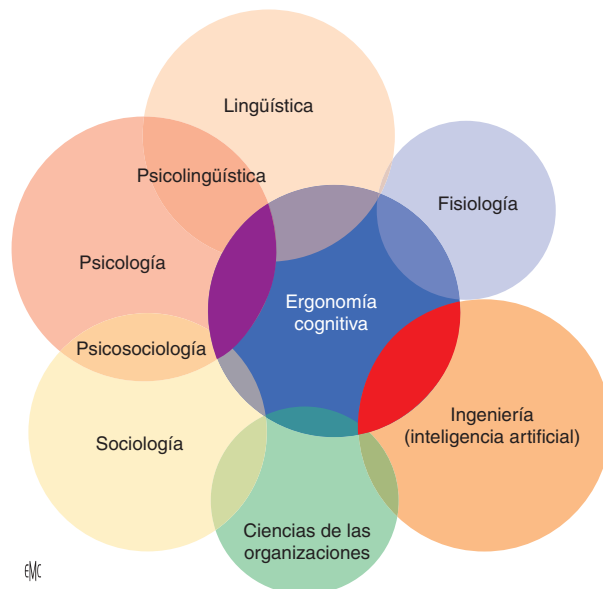 Lingüística
Psicolingüística
Fisiología
Psicología
Ergonomía
cognitiva
Psicosociología
Ingeniería
(inteligencia artificial)
Sociología
Ciencias de las
organizaciones
EMC